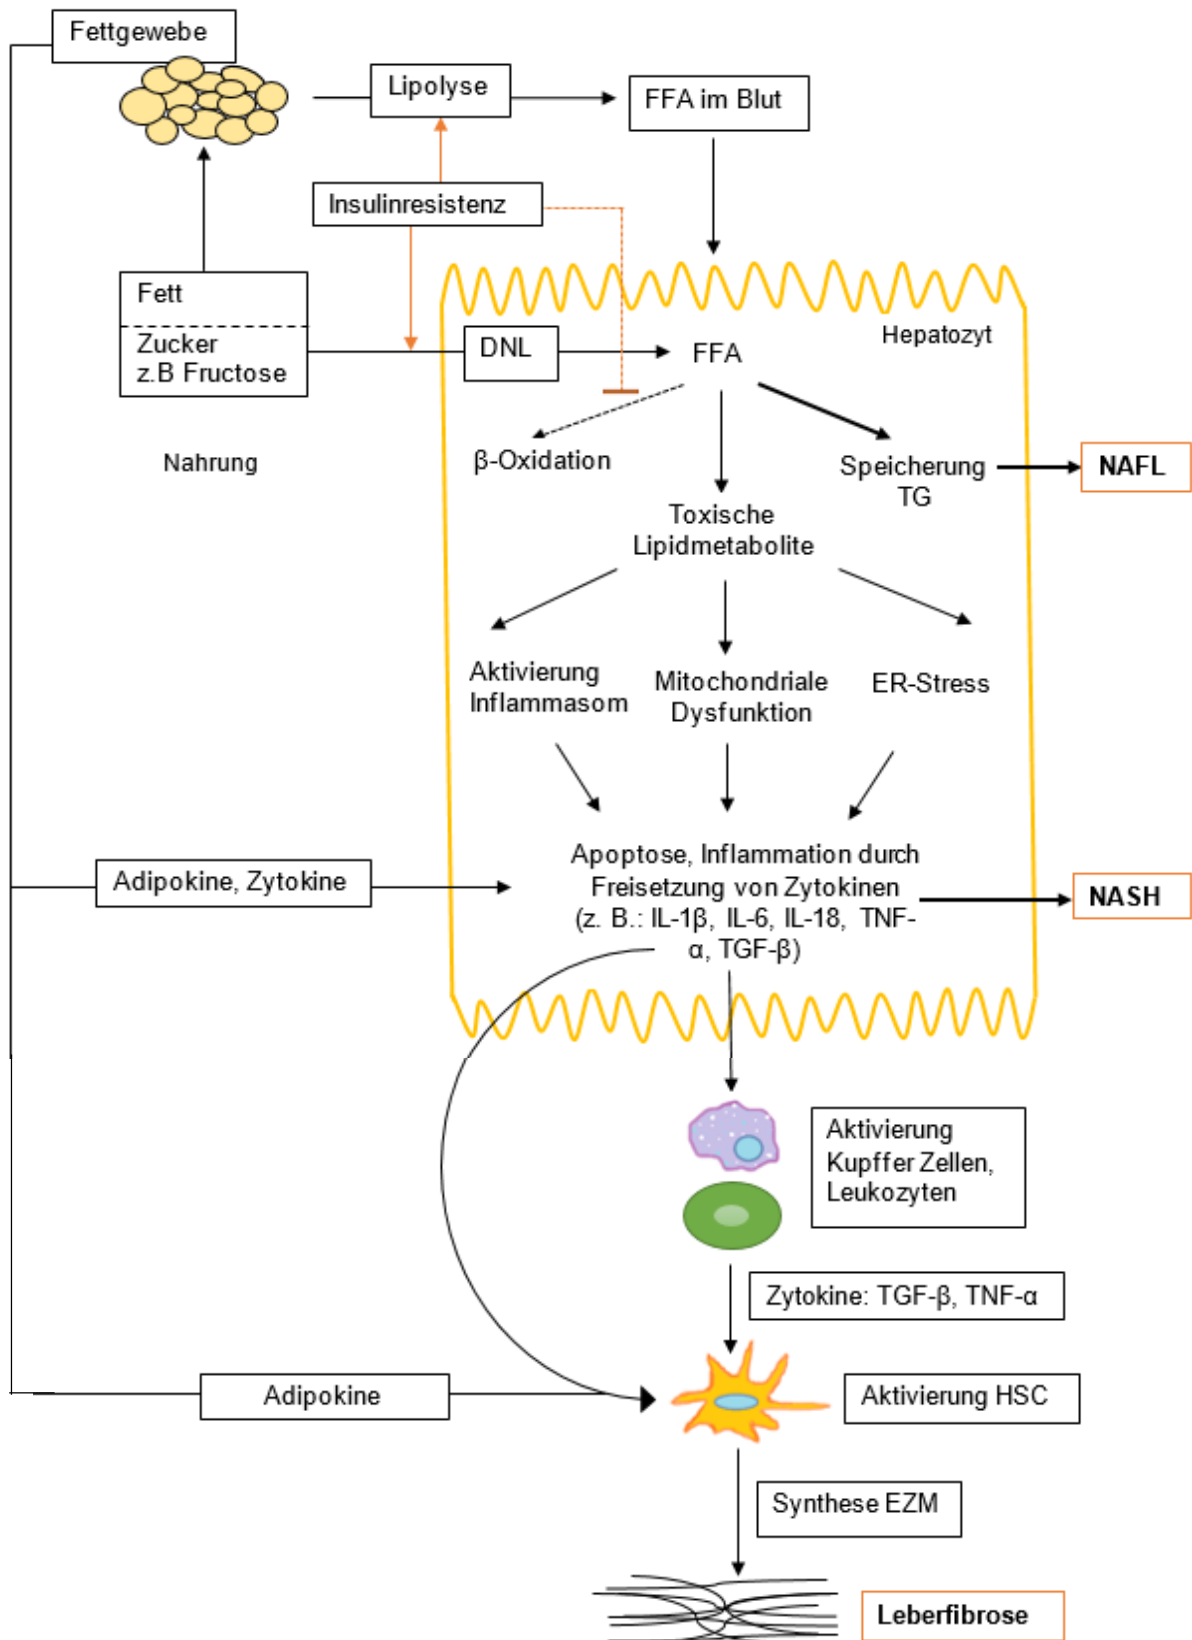 Fettgewebe
Lipolyse
FFA im Blut
Insulinresistenz
Fett
Zucker
z.B Fructose
Nahrung
DNL
FFA
Hepatozyt
β-Oxidation
Speicherung
TG
NAFL
Toxische
Lipidmetabolite
Aktivierung
Inflammasom
Mitochondriale
Dysfunktion
ER-Stress
Adipokine, Zytokine
Apoptose, Inflammation durch
Freisetzung von Zytokinen
(z. B.: IL-1β, IL-6, IL-18, TNF-
α, TGF-β)
NASH
Aktivierung
Kupffer Zellen,
Leukozyten
Zytokine: TGF-β, TNF-α
Adipokine
Aktivierung HSC
Synthese EZM
Leberfibrose